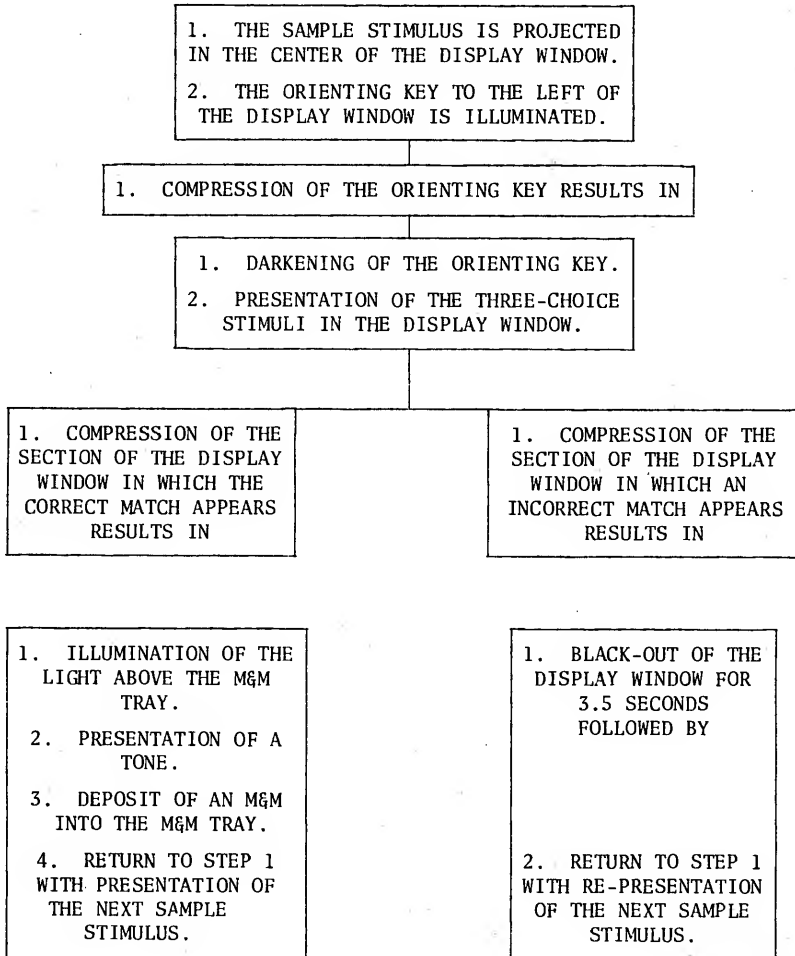 1. THE SAMPLE STIMULUS IS PROJECTED
IN THE CENTER OF THE DISPLAY WINDOW.
2. THE ORIENTING KEY TO THE LEFT OF
THE DISPLAY WINDOW IS ILLUMINATED.
1. COMPRESSION OF THE ORIENTING KEY RESULTS IN
1. DARKENING OF THE ORIENTING KEY.
2. PRESENTATION OF THE THREE-CHOICE
STIMULI IN THE DISPLAY WINDOW.
1. COMPRESSION OF THE
SECTION OF THE DISPLAY
WINDOW IN WHICH THE
CORRECT MATCH APPEARS
RESULTS IN
1. COMPRESSION OF THE
SECTION OF THE DISPLAY
WINDOW IN WHICH AN
INCORRECT MATCH APPEARS
RESULTS IN
1. ILLUMINATION OF THE
LIGHT ABOVE THE M&M
TRAY.
2. PRESENTATION OF A
TONE.
3. DEPOSIT OF AN M&M
INTO THE M&M TRAY.
4. RETURN TO STEP 1
WITH PRESENTATION OF
THE NEXT SAMPLE
STIMULUS.
1. BLACK-OUT OF THE
DISPLAY WINDOW FOR
3.5 SECONDS
FOLLOWED BY
2. RETURN TO STEP 1
WITH RE-PRESENTATION
OF THE NEXT SAMPLE
STIMULUS.